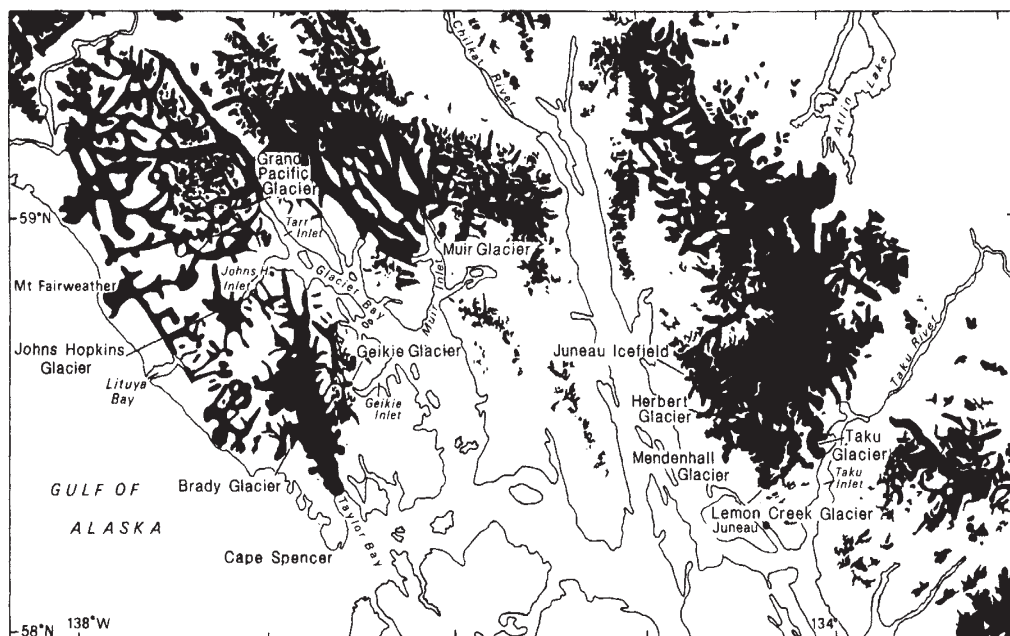 Chilkat River
Atlin Lake
Grand
Pacific
Glacier
59°N
Tarr
Inlet
Muir Glacier
Johns H.
Inlet
Glacier Bay
Muir Inlet
Mt Fairweather
Taku River
Johns Hopkins
Glacier
Geikie Glacier
Juneau Icefield
Lituya
Bay
Geikie
Inlet
Herbert
Glacier
Taku
Glacier
Mendenhall
Glacier
Taku
Inlet
Brady Glacier
GULF OF
ALASKA
Lemon Creek Glacier
Juneau
Taylor Bay
Cape Spencer
58°N
138°W
134°